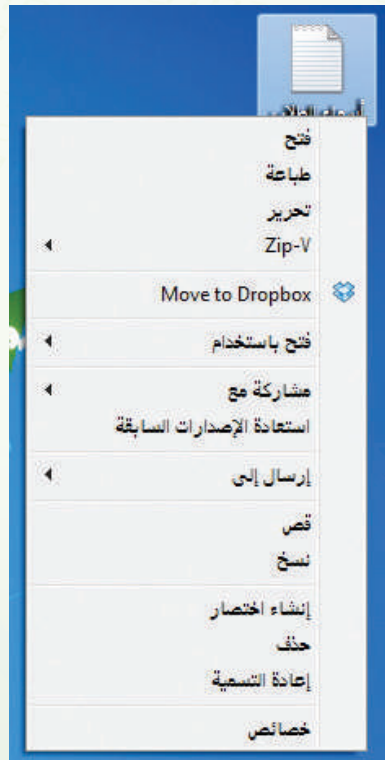 فتح
طباعة
تحرير
Zip-٧
Move to Dropbox
فتح باستخدام
مشاركة مع
استعادة الإصدارات السابقة
إرسال إلى
قص
نسخ
إنشاء اختصار
حذف
إعادة التسمية
خصائص